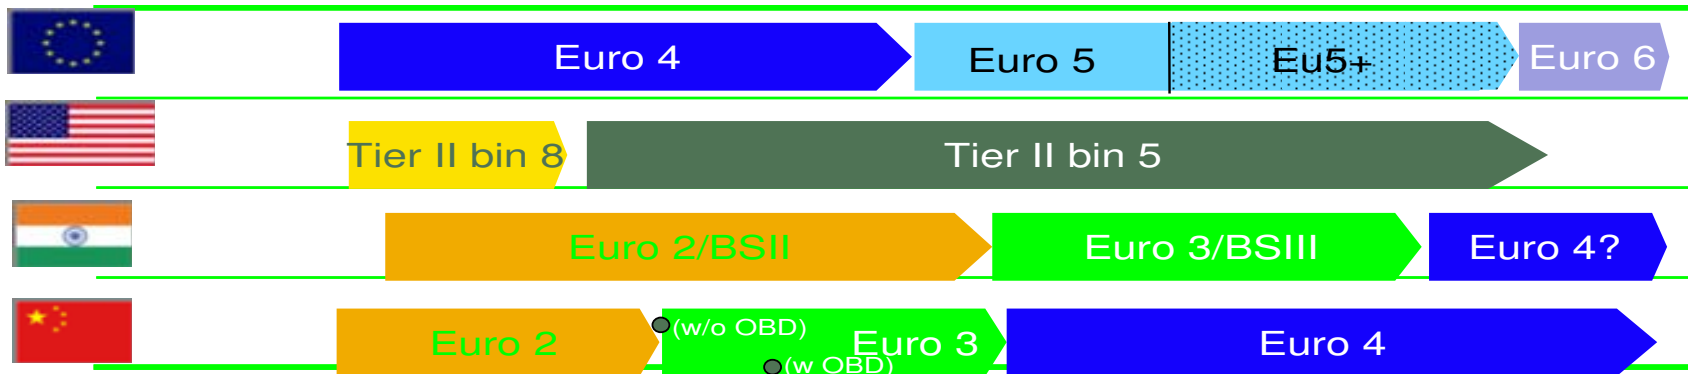 Euro 4
Euro 5
Eu5+
Euro 6
Tier II bin 8
Tier II bin 5
Euro 2/BSII
Euro 3/BSIII
Euro 4?
Euro 2
(w/o OBD)
Euro 3
(w OBD)
Euro 4